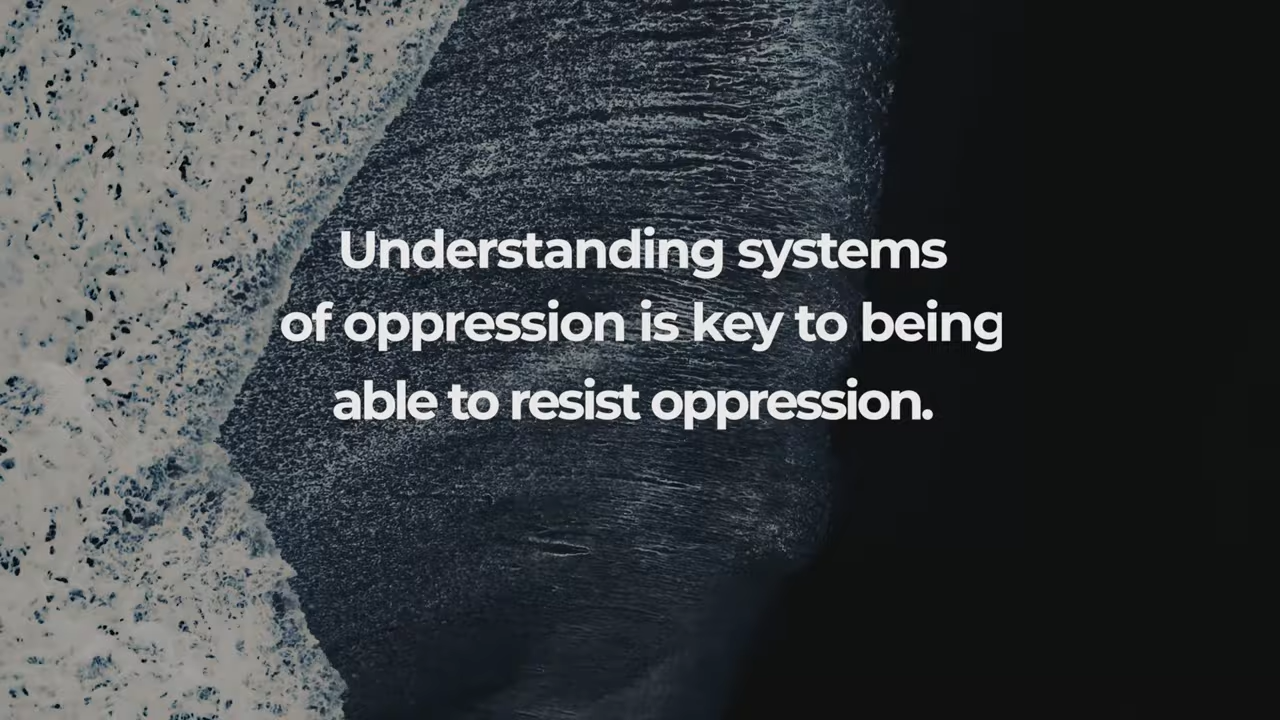 Understanding systems
of oppression is key to being
able to resist oppression.